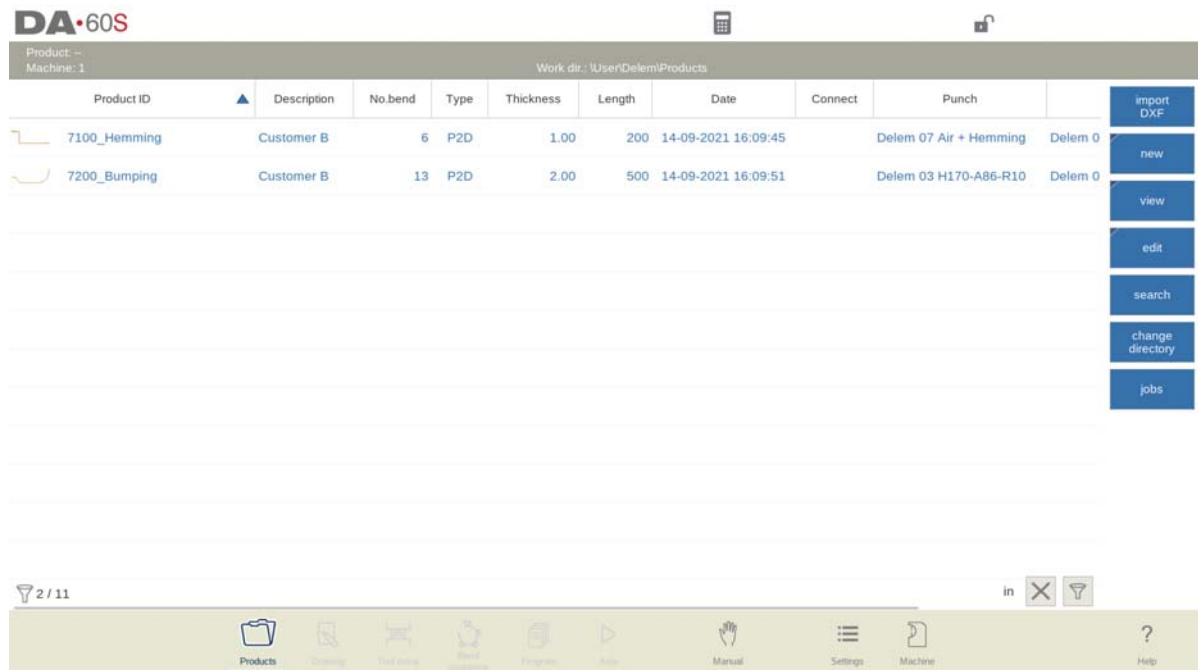 DA•60S
Product: --
Machine: 1
Work dir.: \User\Delem\Products
Product ID Description No.bend Type Thickness Length Date Connect Punch
7100_Hemming Customer B 6 P2D 1.00 200 14-09-2021 16:09:45 Delem 07 Air + Hemming Delem 0
7200_Bumping Customer B 13 P2D 2.00 500 14-09-2021 16:09:51 Delem 03 H170-A86-R10 Delem 0
import
DXF
new
view
edit
search
change
directory
jobs
2 / 11
in
Products Drawing Program Auto Manual Settings Machine Help